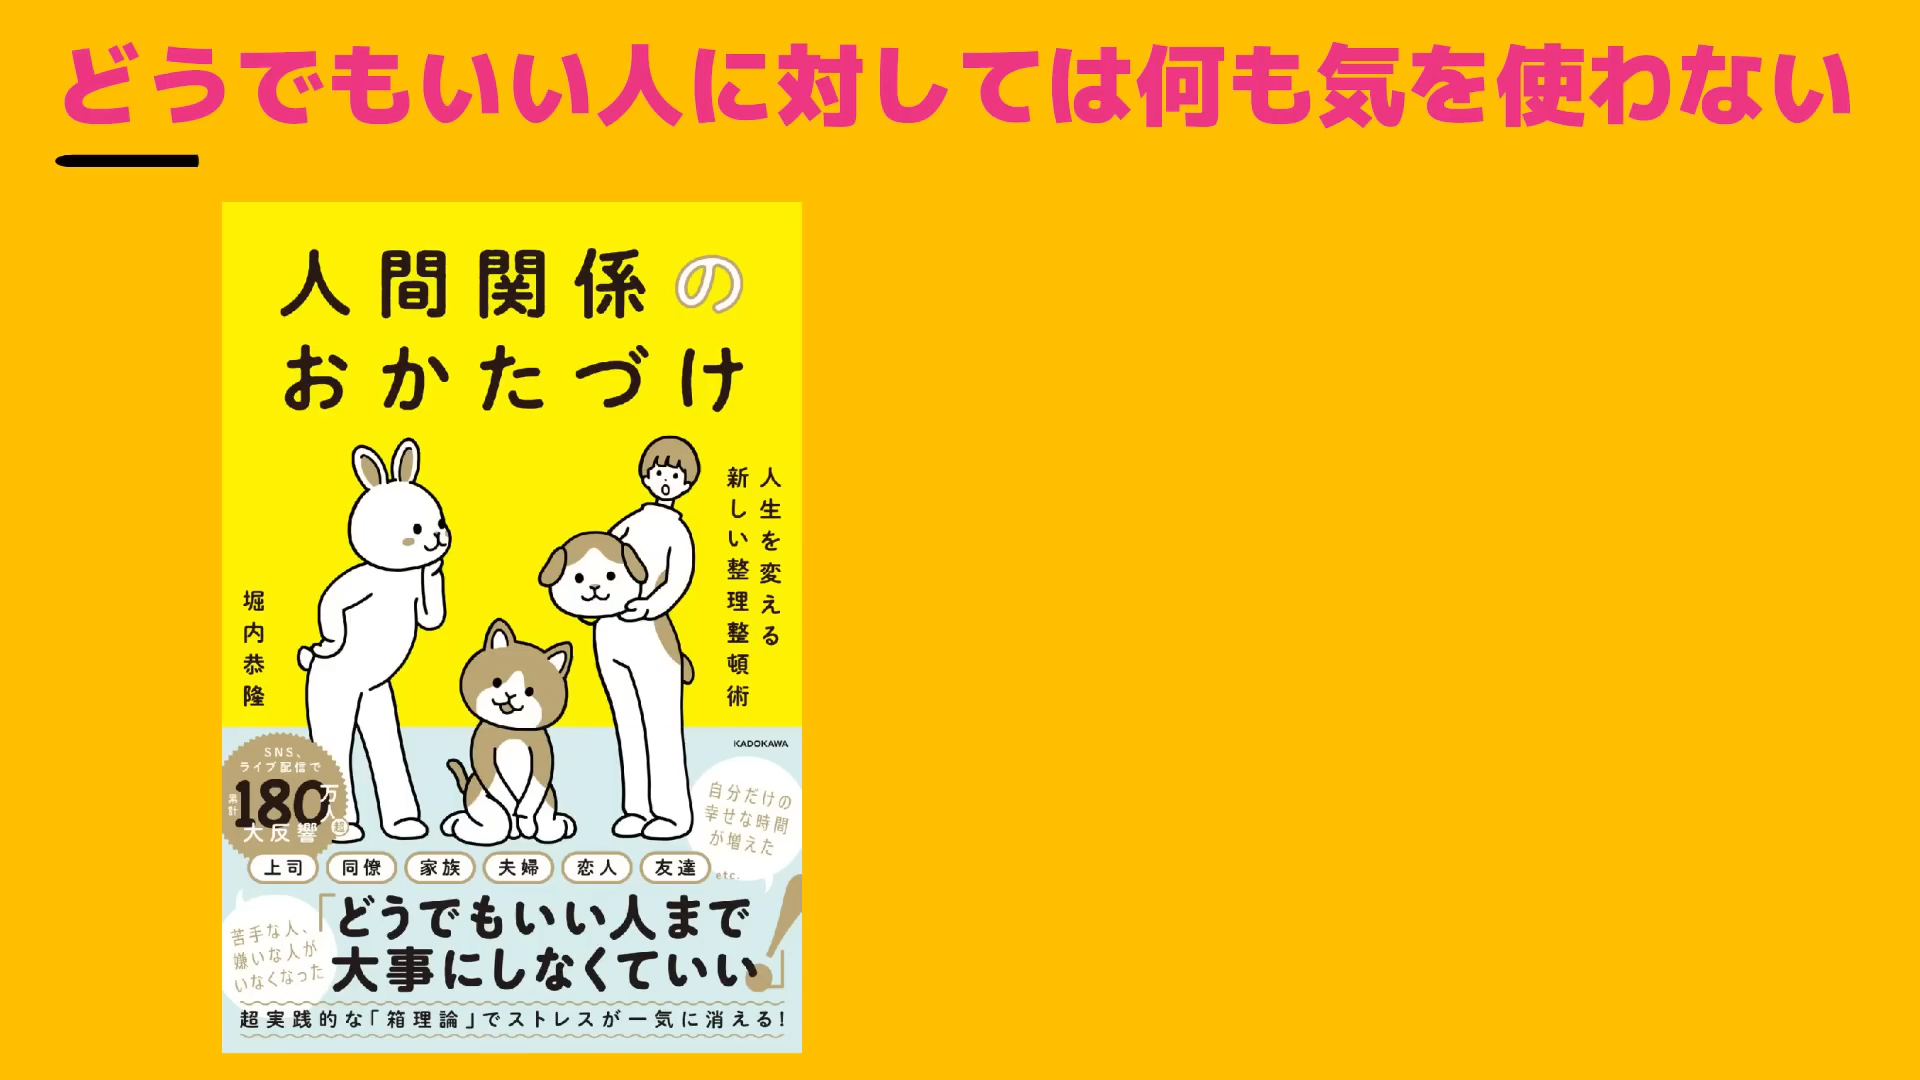 どうでもいい人に対しては何も気を使わない
人間関係の
おかたづけ
人生を変える
新しい整理整頓術
堀内恭隆
KADOKAWA
SNS、
ライブ配信で
累計180万人超
大反響
自分だけの
幸せな時間
が増えた
上司 同僚 家族 夫婦 恋人 友達 etc.
苦手な人、
嫌いな人が
いなくなった
「どうでもいい人まで
大事にしなくていい！」
超実践的な「箱理論」でストレスが一気に消える！